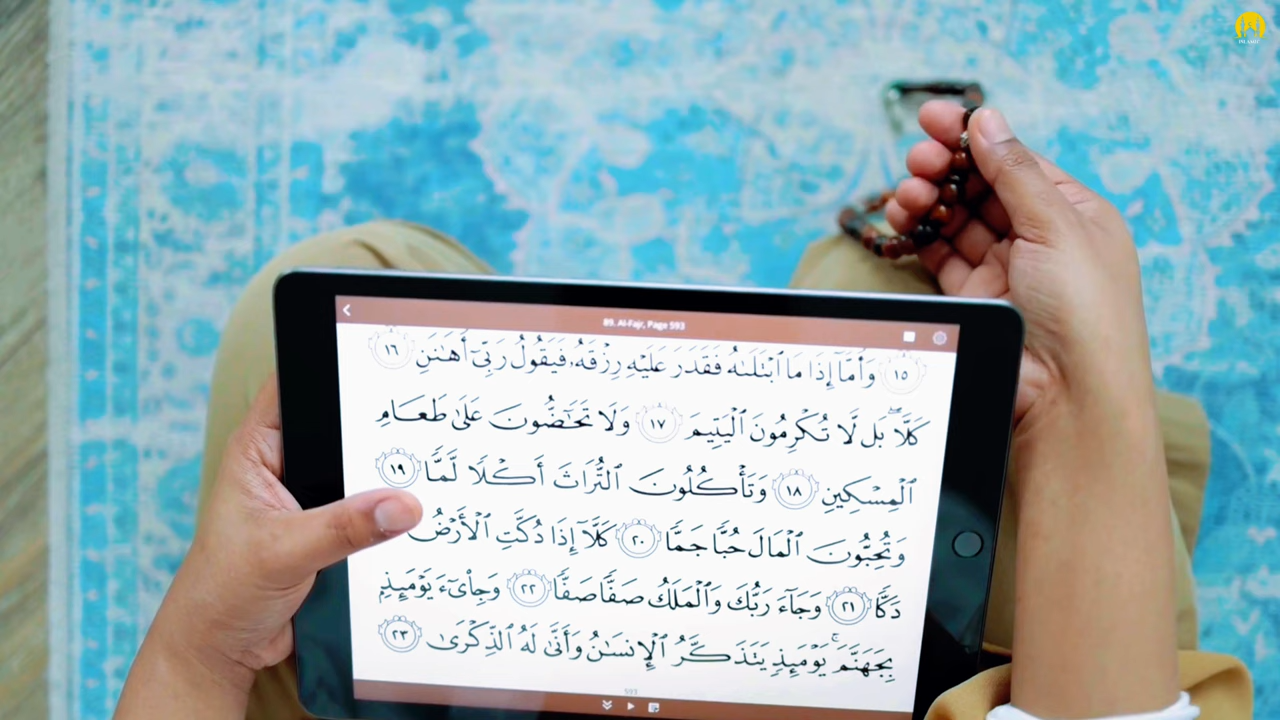 89. Al-Fajr, Page 593
١٥ وَأَمَّآ إِذَا مَا ٱبْتَلَىٰهُ فَقَدَرَ عَلَيْهِ رِزْقَهُۥ فَيَقُولُ رَبِّىٓ أَهَـٰنَنِ ١٦
كَلَّا ۖ بَل لَّا تُكْرِمُونَ ٱلْيَتِيمَ ١٧ وَلَا تَحَـٰٓضُّونَ عَلَىٰ طَعَامِ
ٱلْمِسْكِينِ ١٨ وَتَأْكُلُونَ ٱلتُّرَاثَ أَكْلًا لَّمًّا ١٩
وَتُحِبُّونَ ٱلْمَالَ حُبًّا جَمًّا ٢٠ كَلَّآ إِذَا دُكَّتِ ٱلْأَرْضُ
دَكًّا ٢١ وَجَآءَ رَبُّكَ وَٱلْمَلَكُ صَفًّا صَفًّا ٢٢ وَجِا۟ىٓءَ يَوْمَئِذٍۭ
بِجَهَنَّمَ ۚ يَوْمَئِذٍ يَتَذَكَّرُ ٱلْإِنسَـٰنُ وَأَنَّىٰ لَهُ ٱلذِّكْرَىٰ ٢٣
593